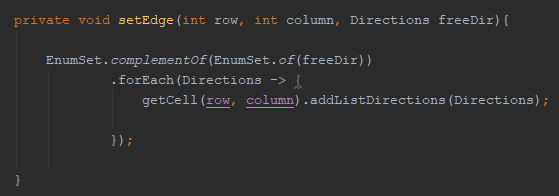 private void setEdge(int row, int column, Directions freeDir){
EnumSet.complementOf(EnumSet.of(freeDir))
.forEach(Directions -> {
getCell(row, column).addListDirections(Directions);
});
}